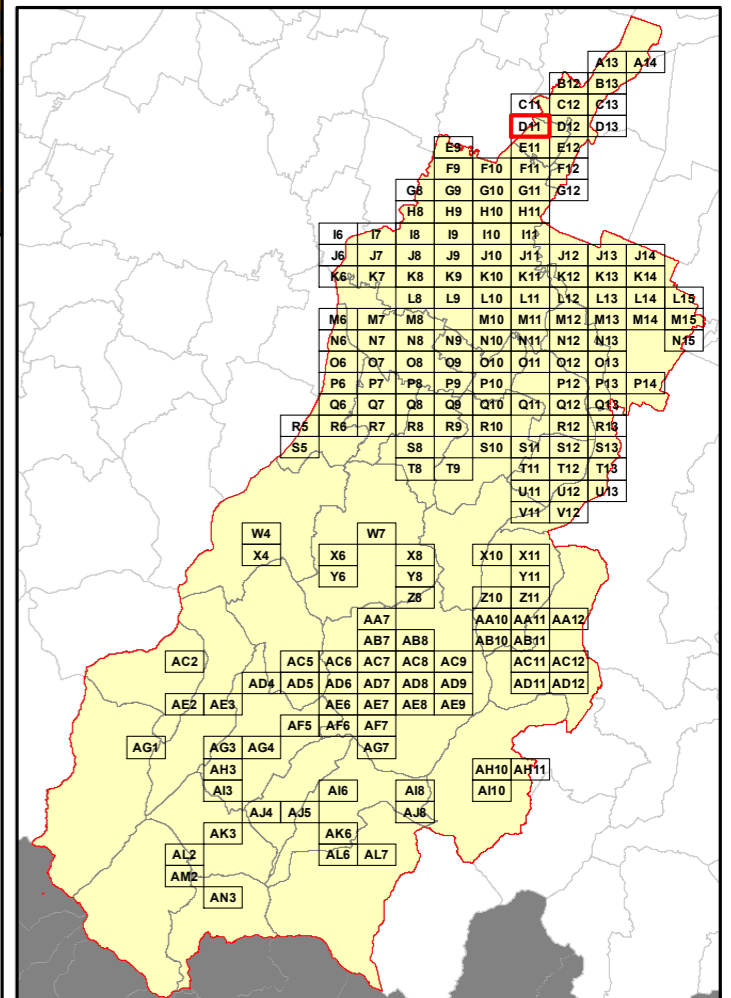 A13 A14
B12 B13
C11 C12 C13
D11 D12 D13
E9 E11 E12
F9 F10 F11 F12
G8 G9 G10 G11 G12
H8 H9 H10 H11
I6 I7 I8 I9 I10 I11
J6 J7 J8 J9 J10 J11 J12 J13 J14
K6 K7 K8 K9 K10 K11 K12 K13 K14
L8 L9 L10 L11 L12 L13 L14 L15
M6 M7 M8 M10 M11 M12 M13 M14 M15
N6 N7 N8 N9 N10 N11 N12 N13 N15
O6 O7 O8 O9 O10 O11 O12 O13
P6 P7 P8 P9 P10 P12 P13 P14
Q6 Q7 Q8 Q9 Q10 Q11 Q12 Q13
R5 R6 R7 R8 R9 R10 R12 R13
S5 S8 S10 S11 S12 S13
T8 T9 T11 T12 T13
U11 U12 U13
V11 V12
W4 W7
X4 X6 X8 X10 X11
Y6 Y8 Y11
Z8 Z10 Z11
AA7 AA10 AA11 AA12
AB7 AB8 AB10 AB11
AC2 AC5 AC6 AC7 AC8 AC9 AC11 AC12
AD4 AD5 AD6 AD7 AD8 AD9 AD11 AD12
AE2 AE3 AE6 AE7 AE8 AE9
AF5 AF6 AF7
AG1 AG3 AG4 AG7
AH3 AH10 AH11
AI3 AI6 AI8 AI10
AJ4 AJ5 AJ8
AK3 AK6
AL2 AL6 AL7
AM2
AN3